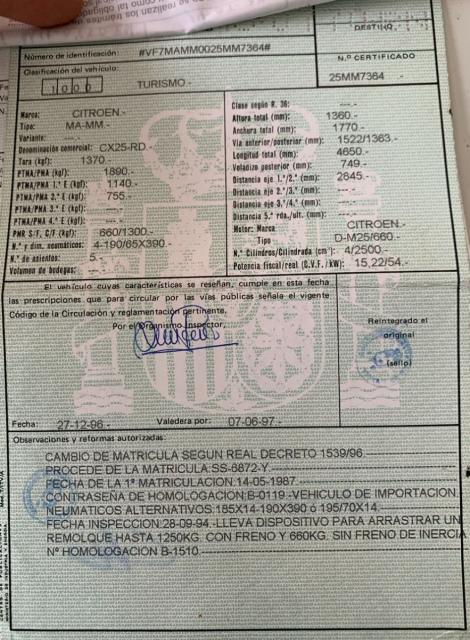 se realizan
DESTINO.
Número de identificación: #VF7MAMM0025MM7364#
Clasificación del vehículo:
1000 TURISMO.-
N.º CERTIFICADO
25MM7364
Marca: CITROEN.-
Tipo: MA-MM.-
Variante: --.--
Denominación comercial: CX25-RD.-
Tara (kgf): 1370.-
PTMA/PMA (kgf): 1890.-
PTMA/PMA 1.º E (kgf): 1140.-
PTMA/PMA 2.º E (kgf): 755.-
PTMA/PMA 3.º E (kgf): --.--
PTMA/PMA 4.º E (kgf): --.--
PMR S/F, C/F (kgf): 660/1300.-
N.º y dim. neumáticos: 4-190/65X390.-
N.º de asientos: 5.-
Volumen de bodegas: --.--
Clase según R. 36: --.--
Altura total (mm): 1360.-
Anchura total (mm): 1770.-
Vía anterior/posterior (mm): 1522/1363.-
Longitud total (mm): 4650.-
Voladizo posterior (mm): 749.-
Distancia eje 1.º/2.º (mm): 2845.-
Distancia eje 2.º/3.º (mm): --.--
Distancia eje 3.º/4.º (mm): --.--
Distancia 5.ª rda./ult. (mm): --.--
Motor: Marca CITROEN.-
Tipo D-M25/660.-
N.º Cilindros/Cilindrada (cm³): 4/2500.-
Potencia fiscal/real (C.V.F./kW): 15,22/54.-
El vehículo cuyas características se reseñan, cumple en esta fecha
las prescripciones que para circular por las vías públicas señala el vigente
Código de la Circulación y reglamentación pertinente.
Por el Organismo Inspector,
Reintegrado el
original
(sello)
Fecha: 27-12-96.- Valedera por: 07-06-97.-
Observaciones y reformas autorizadas:
CAMBIO DE MATRICULA SEGUN REAL DECRETO 1539/96.
PROCEDE DE LA MATRICULA:SS-6872-Y.
FECHA DE LA 1ª MATRICULACION:14-05-1987.
CONTRASEÑA DE HOMOLOGACION:B-0119.-VEHICULO DE IMPORTACION.
NEUMATICOS ALTERNATIVOS:185X14-190X390 ó 195/70X14.
FECHA INSPECCION:28-09-94.-LLEVA DISPOSITIVO PARA ARRASTRAR UN
REMOLQUE HASTA 1250KG. CON FRENO Y 660KG. SIN FRENO DE INERCIA
Nº HOMOLOGACION B-1510.